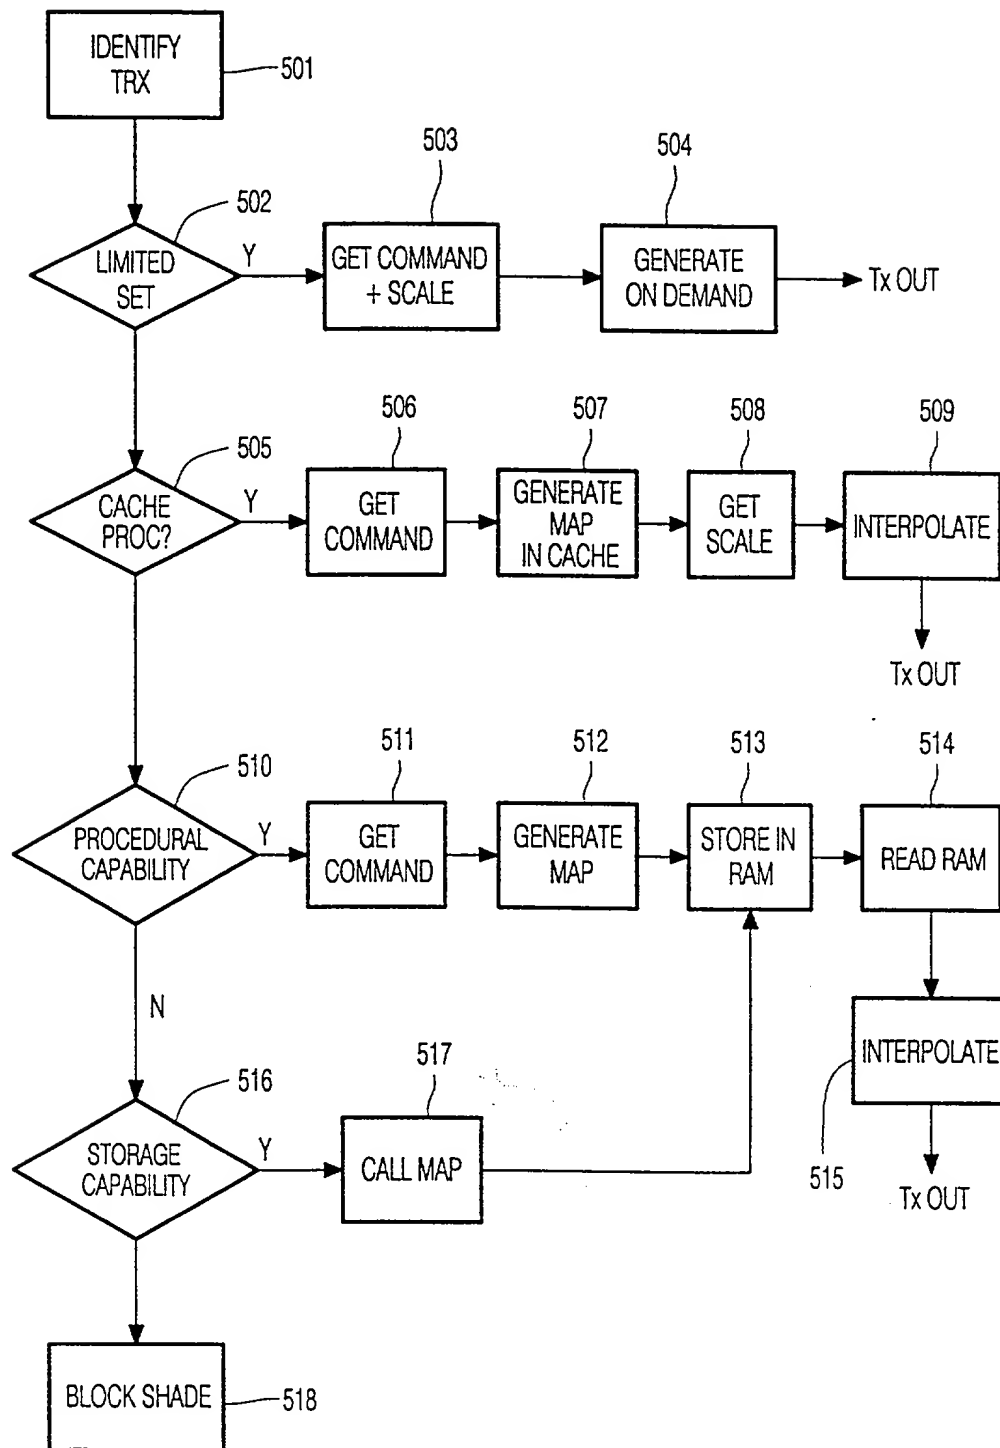 IDENTIFY
TRX
501
502
LIMITED
SET
Y
503
GET COMMAND
+ SCALE
504
GENERATE
ON DEMAND
Tx OUT
505
CACHE
PROC?
Y
506
GET
COMMAND
507
GENERATE
MAP
IN CACHE
508
GET
SCALE
509
INTERPOLATE
Tx OUT
510
PROCEDURAL
CAPABILITY
Y
511
GET
COMMAND
512
GENERATE
MAP
513
STORE IN
RAM
514
READ RAM
INTERPOLATE
515
Tx OUT
N
516
STORAGE
CAPABILITY
Y
517
CALL MAP
BLOCK SHADE
518